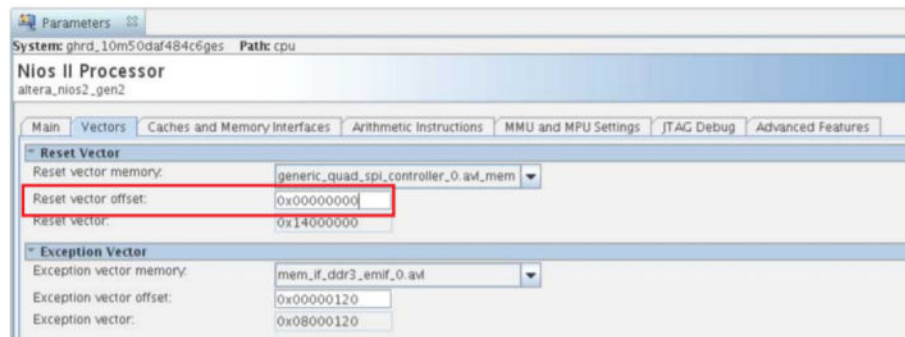 Parameters
System: ghrd_10m50daf484c6ges Path: cpu
Nios II Processor
altera_nios2_gen2
Main Vectors Caches and Memory Interfaces Arithmetic Instructions MMU and MPU Settings JTAG Debug Advanced Features
Reset Vector
Reset vector memory: generic_quad_spi_controller_0.avl_mem
Reset vector offset: 0x00000000
Reset vector: 0x14000000
Exception Vector
Exception vector memory: mem_if_ddr3_emif_0.avl
Exception vector offset: 0x00000120
Exception vector: 0x08000120